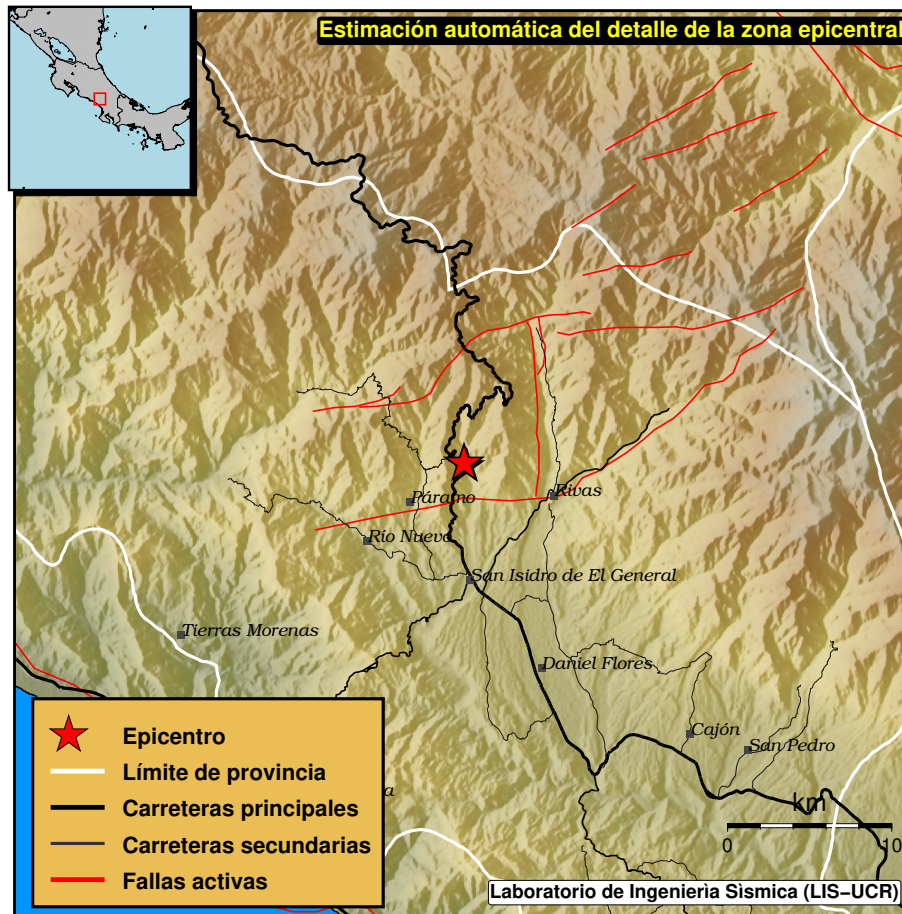 Estimación automática del detalle de la zona epicentral
Páramo
Rivas
Río Nuevo
San Isidro de El General
Tierras Morenas
Daniel Flores
Cajón
San Pedro
a
km
0
10
Epicentro
Límite de provincia
Carreteras principales
Carreteras secundarias
Fallas activas
Laboratorio de Ingenierìa Sìsmica (LIS−UCR)